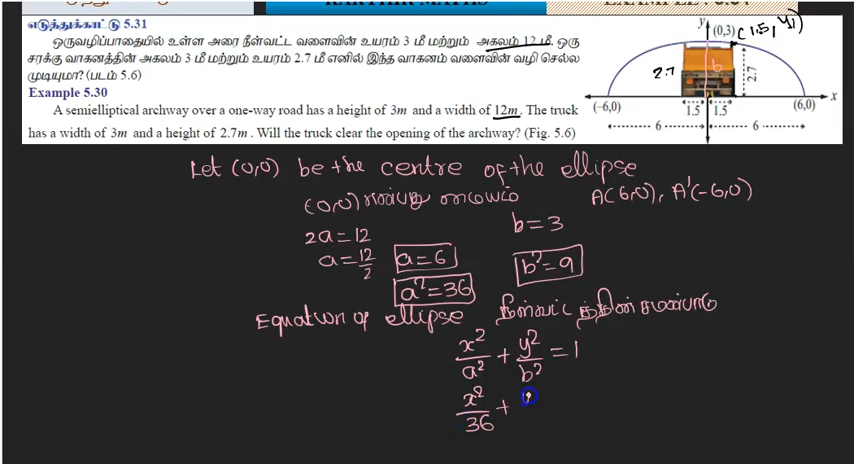 எடுத்துக்காட்டு 5.31
ஒருவழிப்பாதையில் உள்ள அரை நீள்வட்ட வளைவின் உயரம் 3 மீ மற்றும் அகலம் 12 மீ. ஒரு
சரக்கு வாகனத்தின் அகலம் 3 மீ மற்றும் உயரம் 2.7 மீ எனில் இந்த வாகனம் வளைவின் வழி செல்ல
முடியுமா? (படம் 5.6)
Example 5.30
A semielliptical archway over a one-way road has a height of 3m and a width of 12m. The truck
has a width of 3m and a height of 2.7m. Will the truck clear the opening of the archway? (Fig. 5.6)
y
(0,3)
(1.5, y₁)
2.7
b
2.7
x
(−6,0)
1.5
1.5
(6,0)
6
6
Let (0,0) be the centre of the ellipse
(0,0) என்பது மையம்
A(6,0), A'(-6,0)
2a = 12
b = 3
a = 12/2
a = 6
b² = 9
a² = 36
Equation of ellipse நீள்வட்டத்தின் சமன்பாடு
x²/a² + y²/b² = 1
x²/36 +